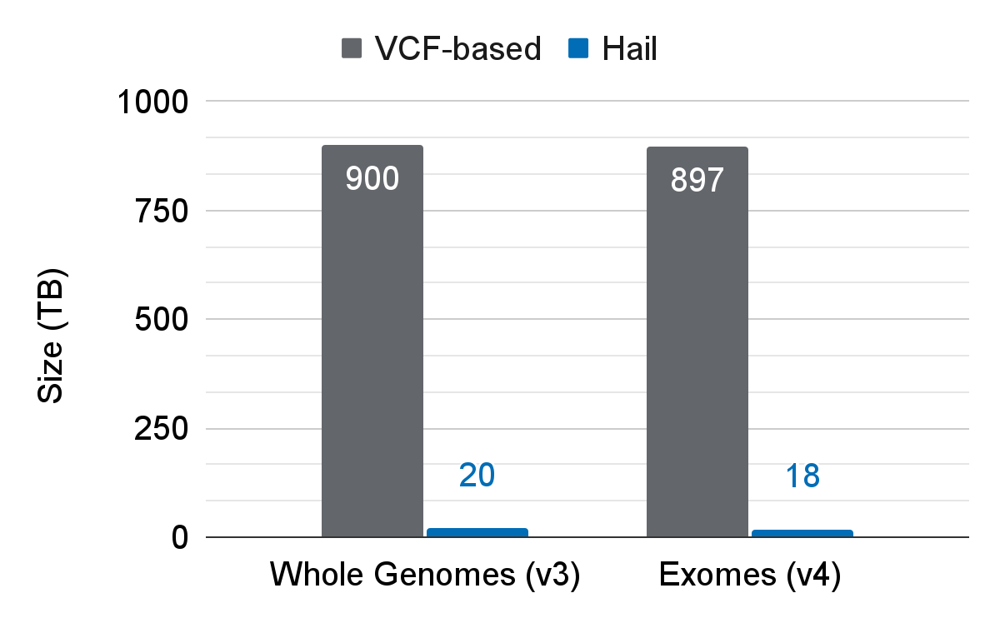 VCF-based Hail
1000
900 897
750
Size (TB)
500
250
20 18
0
Whole Genomes (v3) Exomes (v4)